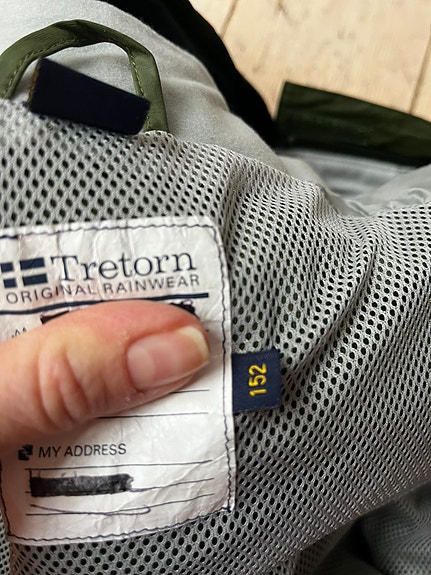 Tretorn
ORIGINAL RAINWEAR
152
MY ADDRESS